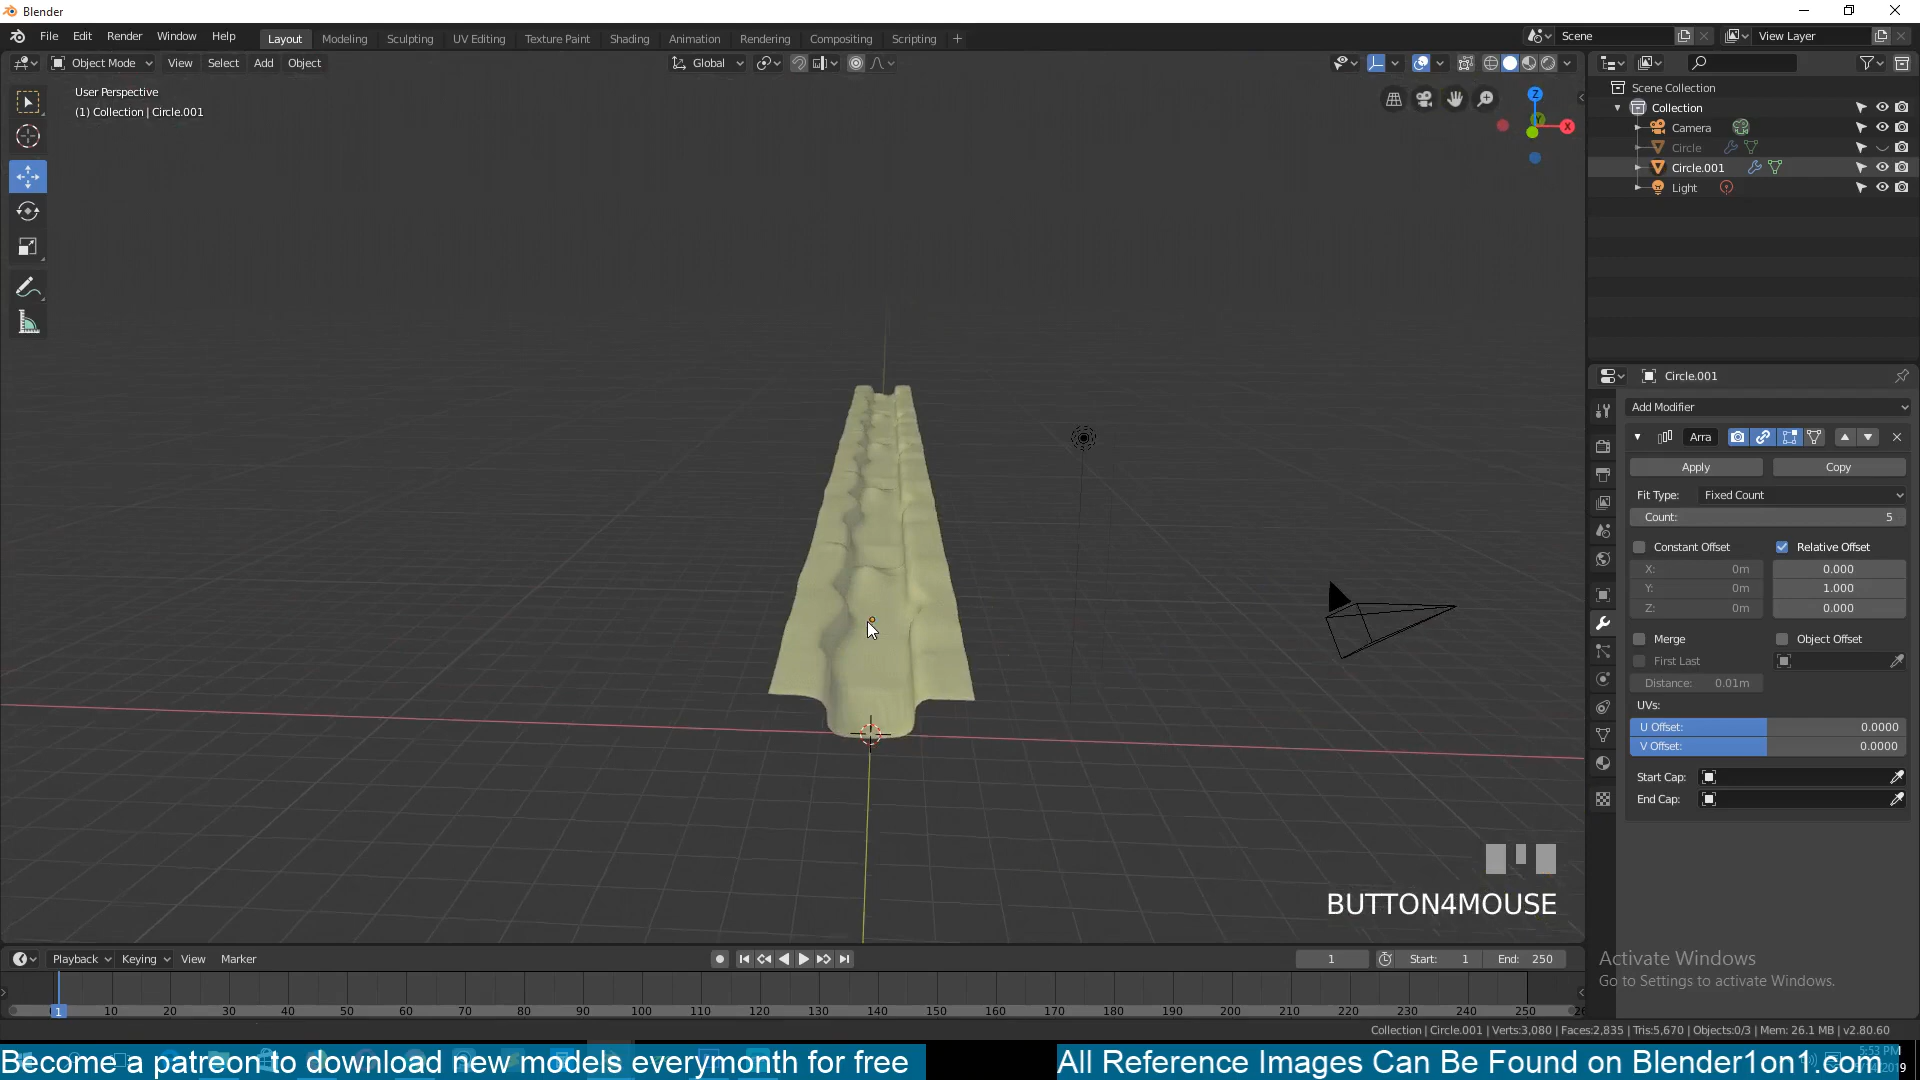 Blender
File Edit Render Window Help
Layout Modeling Sculpting UV Editing Texture Paint Shading Animation Rendering Compositing Scripting +
Scene
View Layer
Object Mode View Select Add Object
Global
User Perspective
(1) Collection | Circle.001
Z
X
Scene Collection
Collection
Camera
Circle
Circle.001
Light
Circle.001
Add Modifier
Arra
Apply Copy
Fit Type: Fixed Count
Count: 5
Constant Offset Relative Offset
X: 0m 0.000
Y: 0m 1.000
Z: 0m 0.000
Merge Object Offset
First Last
Distance: 0.01m
UVs:
U Offset: 0.0000
V Offset: 0.0000
Start Cap:
End Cap:
BUTTON4MOUSE
Activate Windows
Go to Settings to activate Windows.
Playback Keying View Marker
1 Start: 1 End: 250
1 10 20 30 40 50 60 70 80 90 100 110 120 130 140 150 160 170 180 190 200 210 220 230 240 250
Collection | Circle.001 | Verts:3,080 | Faces:2,835 | Tris:5,670 | Objects:0/3 | Mem: 26.1 MB | v2.80.60
Become a patreon to download new models everymonth for free
All Reference Images Can Be Found on Blender1on1.com
5:53 PM